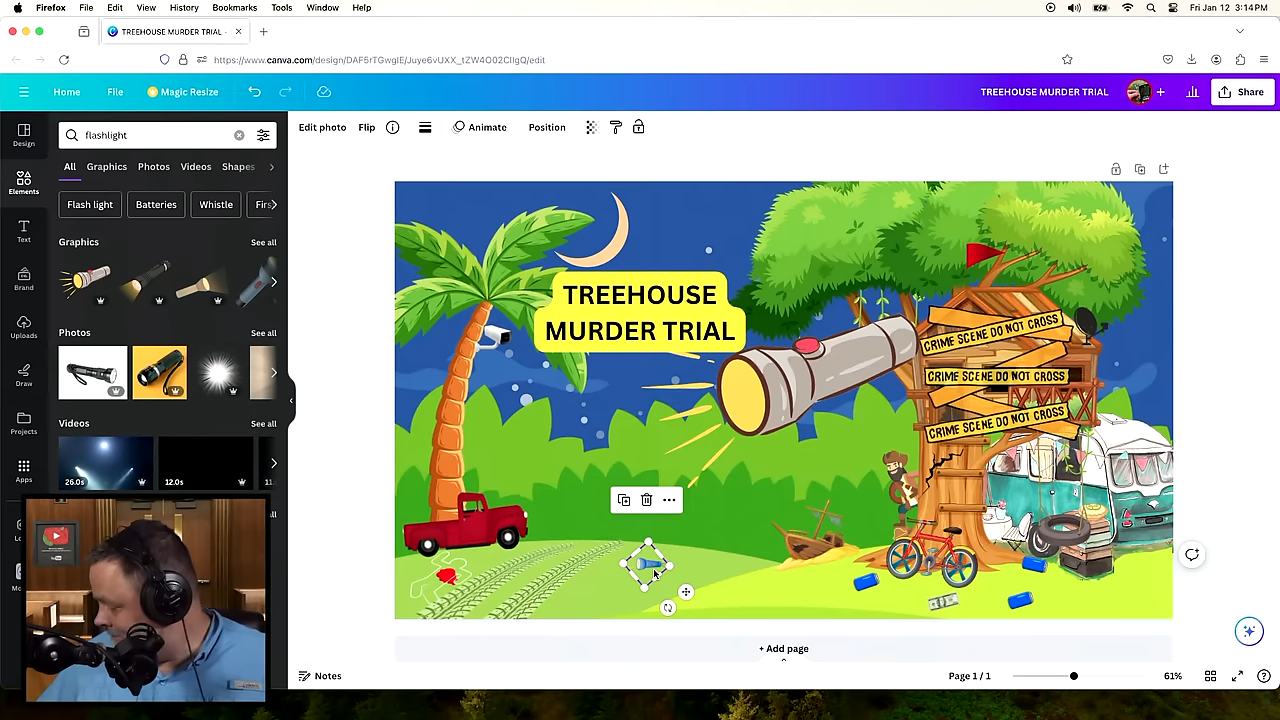 Firefox File Edit View History Bookmarks Tools Window Help
Fri Jan 12 3:14 PM
TREEHOUSE MURDER TRIAL -
https://www.canva.com/design/DAF5rTGwgIE/Juye6vUXX_tZW4O02ClIgQ/edit
Home File Magic Resize
TREEHOUSE MURDER TRIAL
Share
Design
Elements
Text
Brand
Uploads
Draw
Projects
Apps
flashlight
All Graphics Photos Videos Shapes
Flash light Batteries Whistle
Graphics See all
Photos See all
Videos See all
26.0s 12.0s
Edit photo Flip Animate Position
TREEHOUSE
MURDER TRIAL
CRIME SCENE DO NOT CROSS
CRIME SCENE DO NOT CROSS
CRIME SCENE DO NOT CROSS
+ Add page
Notes
Page 1 / 1
61%